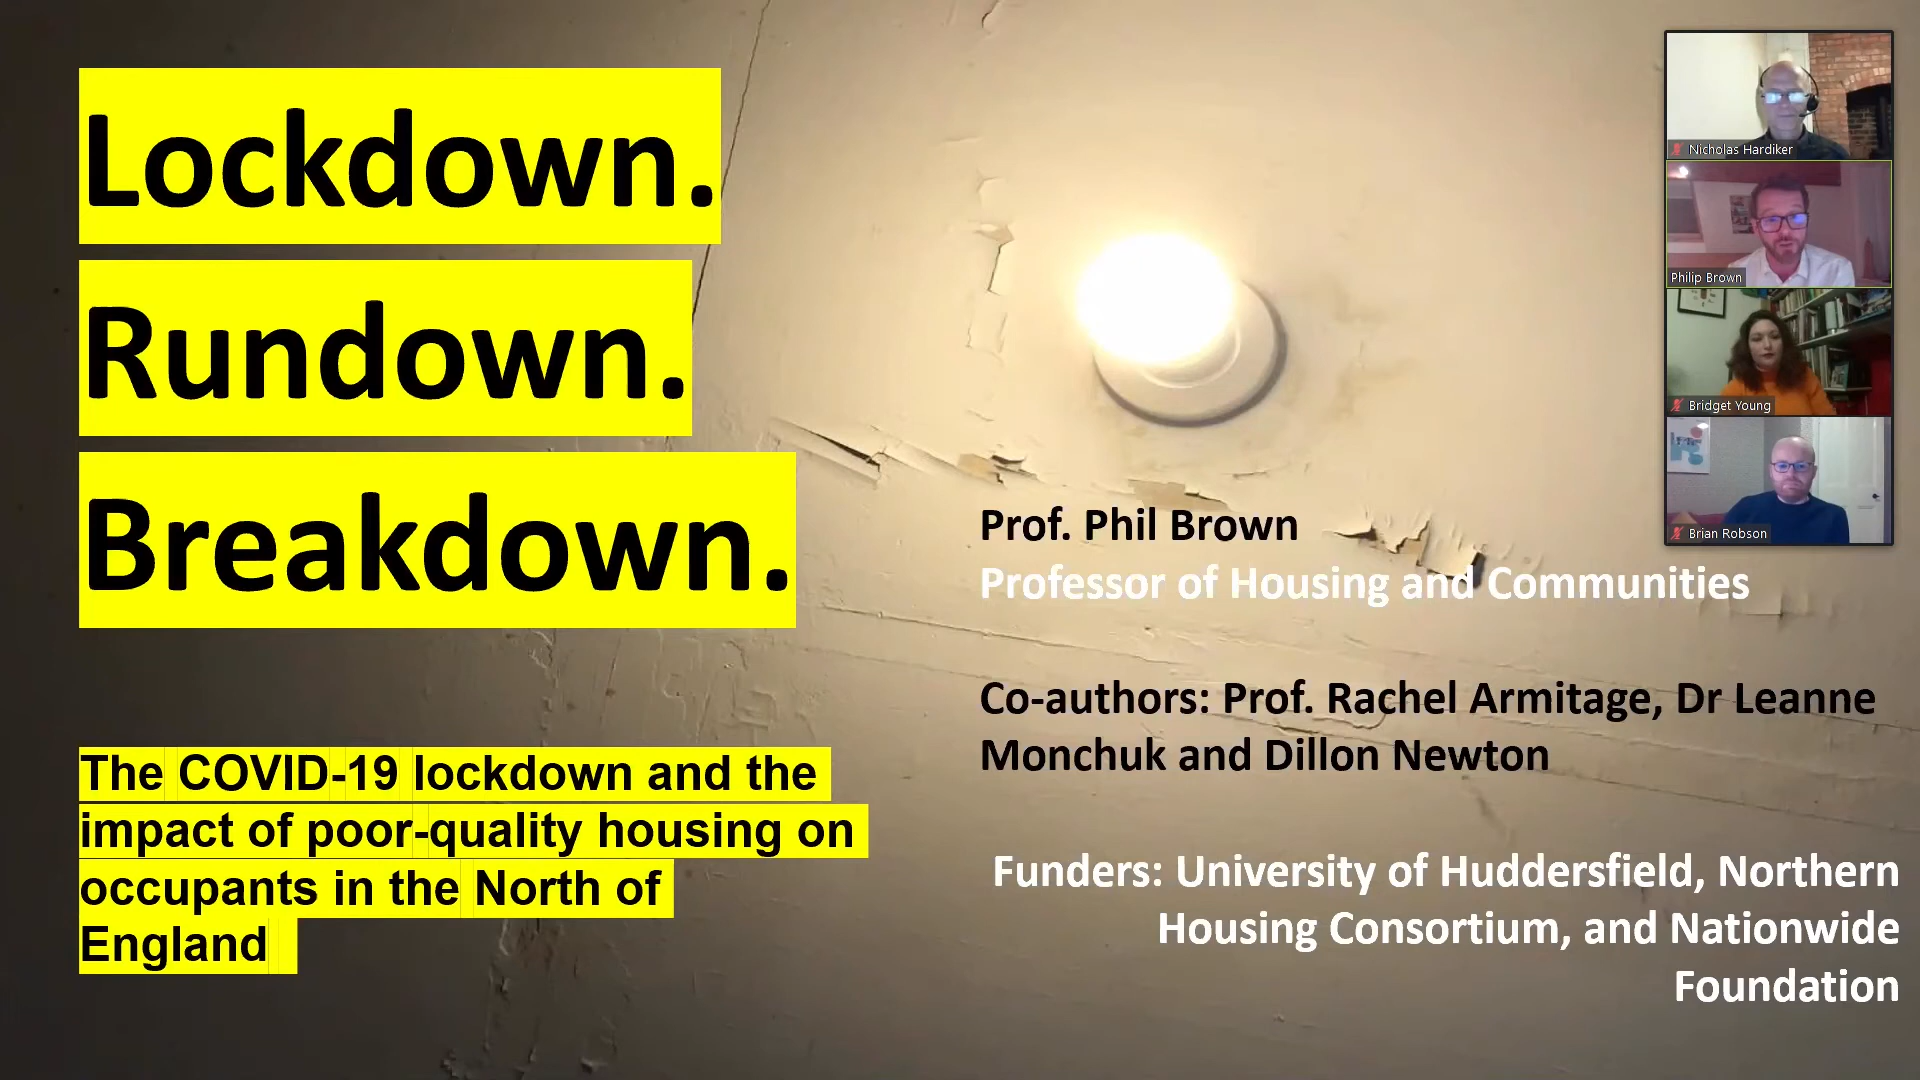 Lockdown.
Rundown.
Breakdown.
The COVID-19 lockdown and the
impact of poor-quality housing on
occupants in the North of
England
Prof. Phil Brown
Professor of Housing and Communities
Co-authors: Prof. Rachel Armitage, Dr Leanne
Monchuk and Dillon Newton
Funders: University of Huddersfield, Northern
Housing Consortium, and Nationwide
Foundation
Nicholas Hardiker
Philip Brown
Bridget Young
Brian Robson